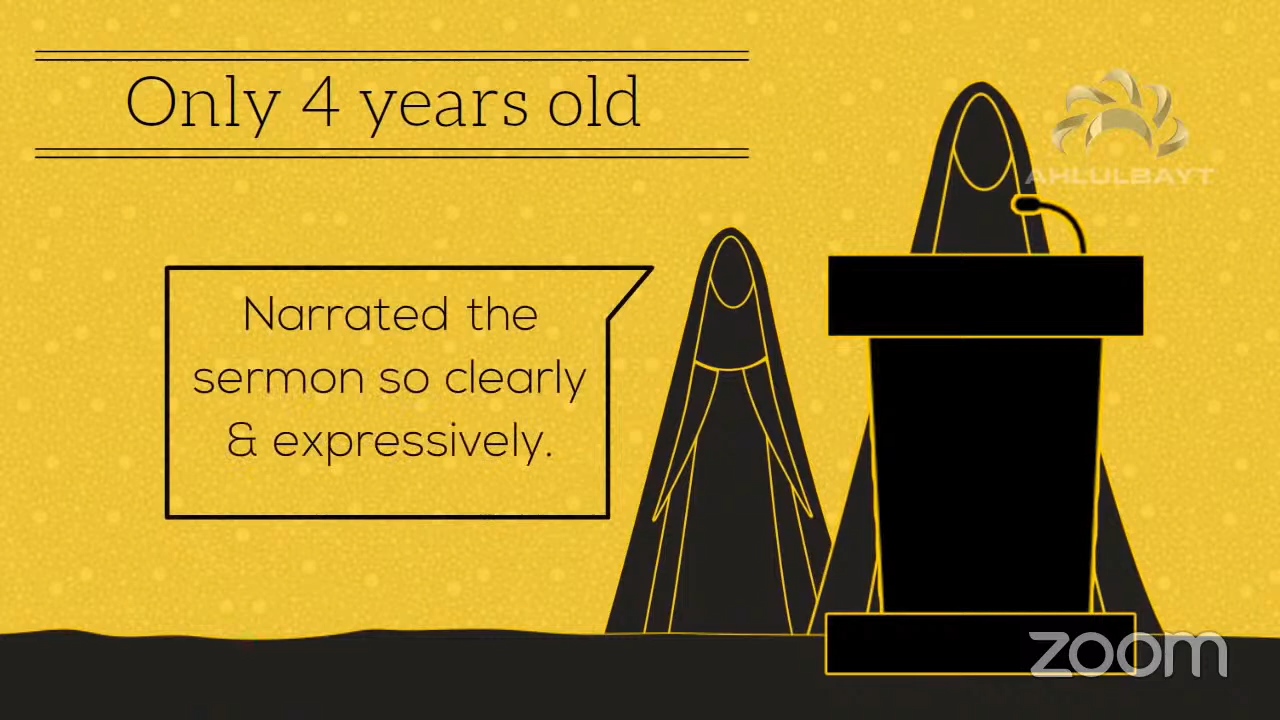 Only 4 years old
AHLULBAYT
Narrated the
sermon so clearly
& expressively.
zoom